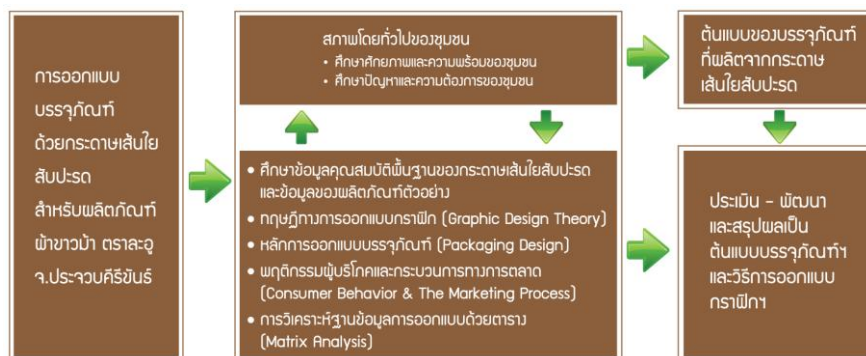 การออกแบบ
บรรจุภัณฑ์
ด้วยกระดาษเส้นใย
สับปะรด
สำหรับผลิตภัณฑ์
ผ้าขาวม้า ตราละอู
จ.ประจวบคีรีขันธ์
สภาพโดยทั่วไปของชุมชน
• ศึกษาศักยภาพและความพร้อมของชุมชน
• ศึกษาปัญหาและความต้องการของชุมชน
• ศึกษาข้อมูลคุณสมบัติพื้นฐานของกระดาษเส้นใยสับปะรด
และข้อมูลของผลิตภัณฑ์ตัวอย่าง
• ทฤษฎีทางการออกแบบกราฟิก (Graphic Design Theory)
• หลักการออกแบบบรรจุภัณฑ์ (Packaging Design)
• พฤติกรรมผู้บริโภคและกระบวนการทางการตลาด
(Consumer Behavior & The Marketing Process)
• การวิเคราะห์ฐานข้อมูลการออกแบบด้วยตาราง
(Matrix Analysis)
ต้นแบบของบรรจุภัณฑ์
ที่ผลิตจากกระดาษ
เส้นใยสับปะรด
ประเมิน - พัฒนา
และสรุปผลเป็น
ต้นแบบบรรจุภัณฑ์ฯ
และวิธีการออกแบบ
กราฟิกฯ